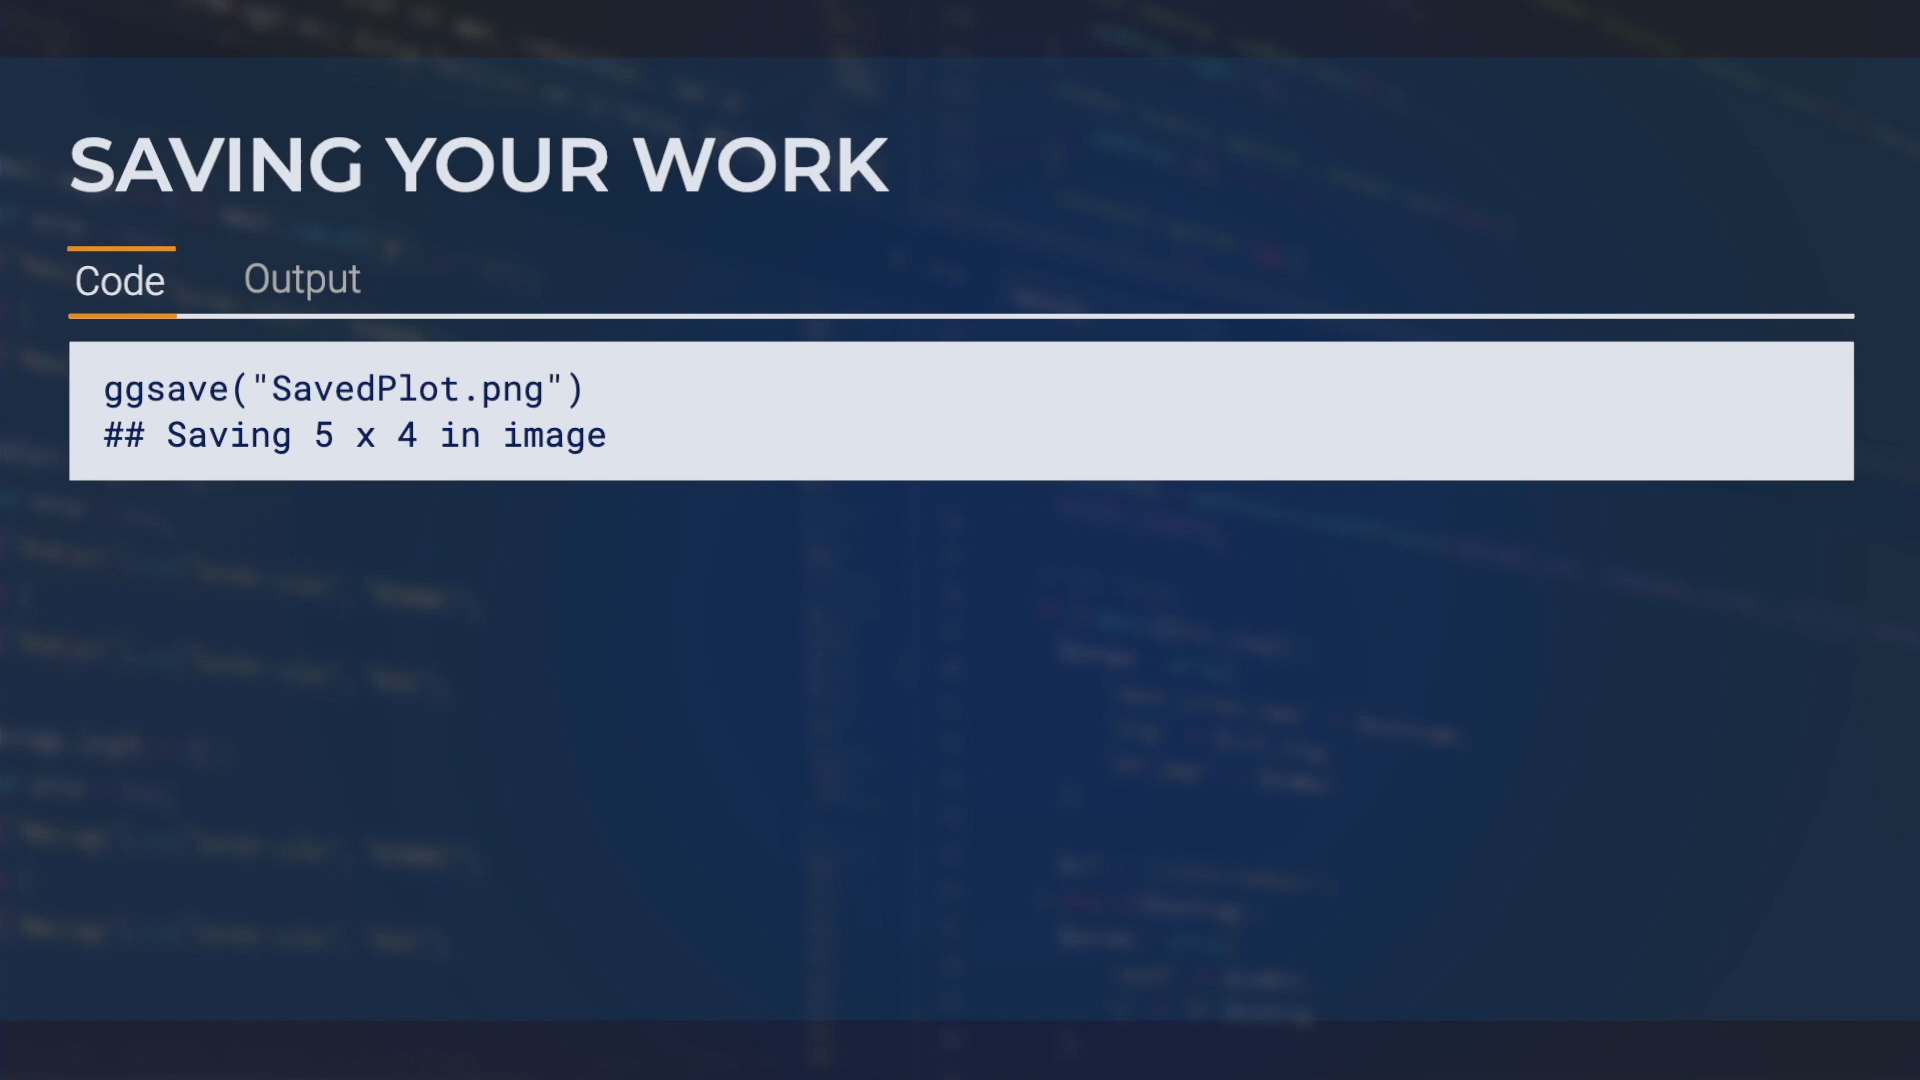 SAVING YOUR WORK
Code Output
ggsave("SavedPlot.png")
## Saving 5 x 4 in image